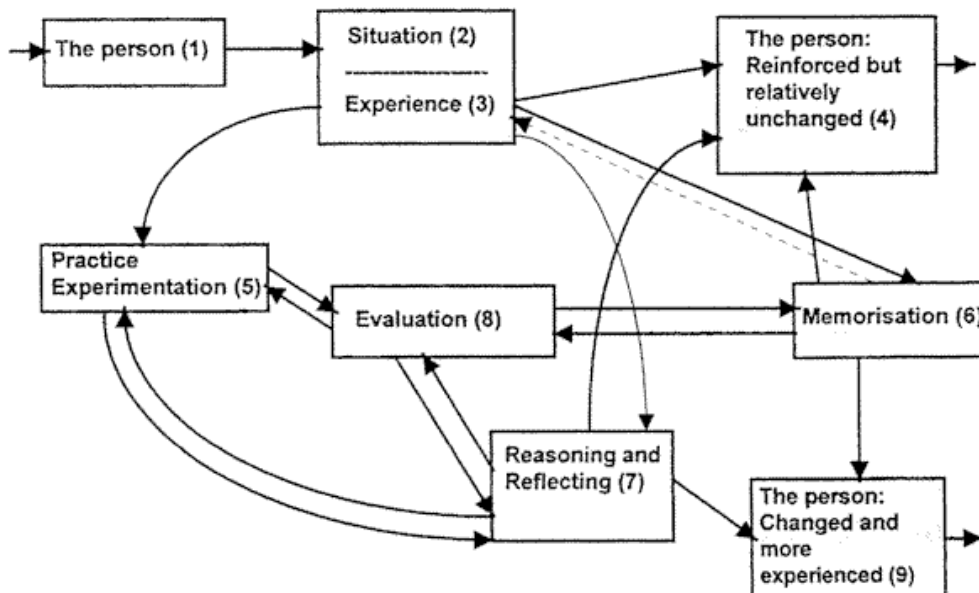 The person (1)
Situation (2)
Experience (3)
The person:
Reinforced but
relatively
unchanged (4)
Practice
Experimentation (5)
Evaluation (8)
Memorisation (6)
Reasoning and
Reflecting (7)
The person:
Changed and
more
experienced (9)